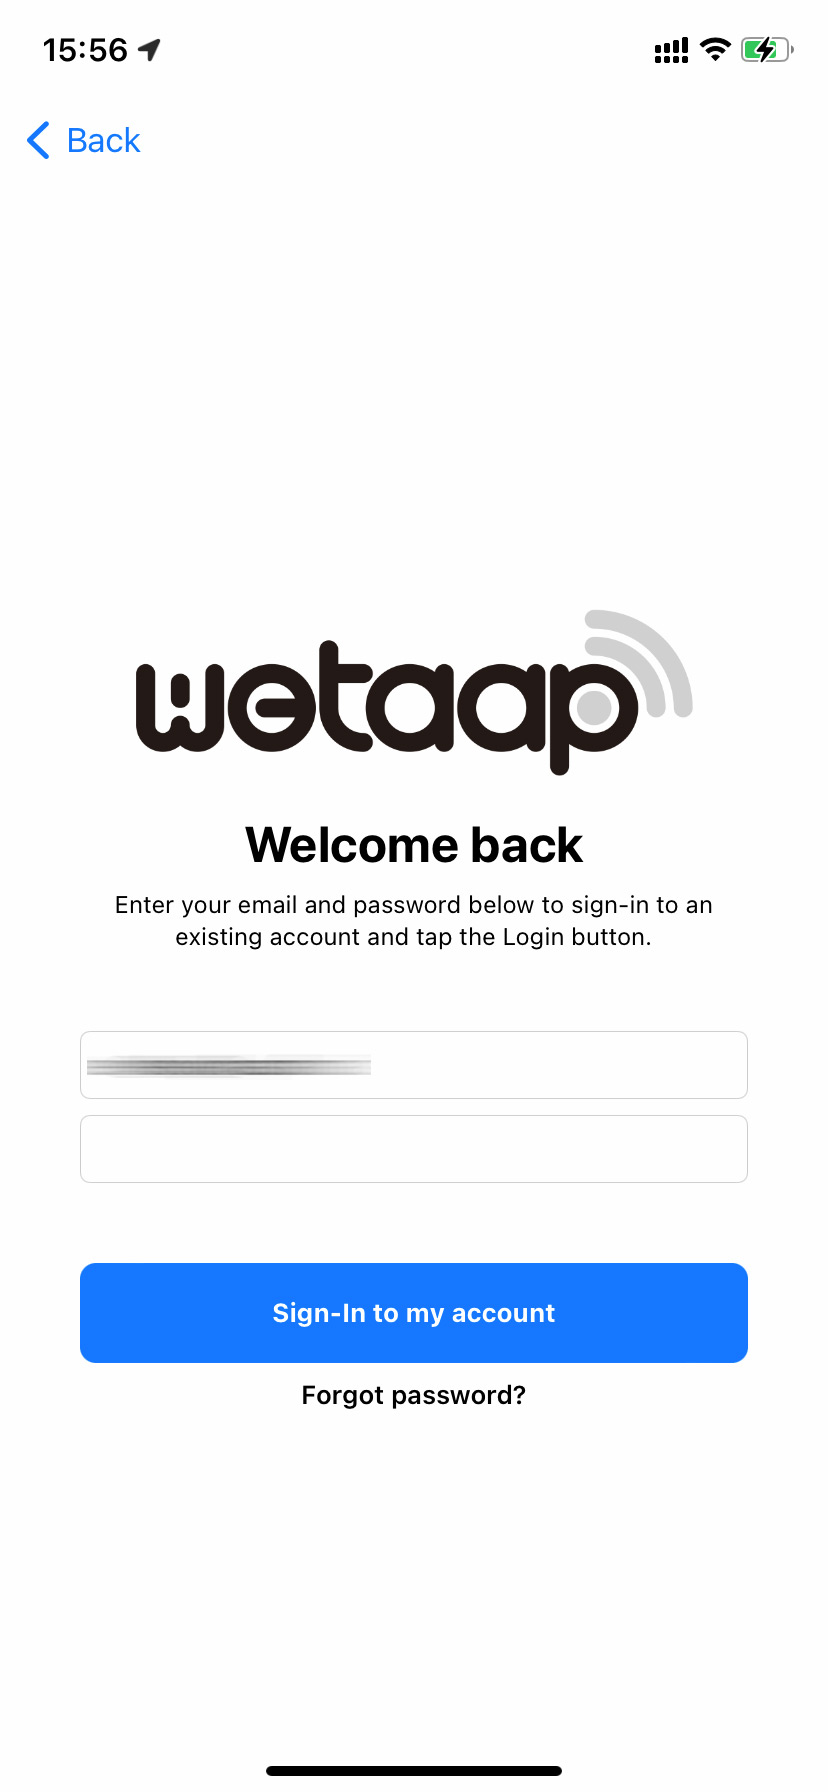 15:56
Back
wetaap
Welcome back
Enter your email and password below to sign-in to an
existing account and tap the Login button.
Sign-In to my account
Forgot password?